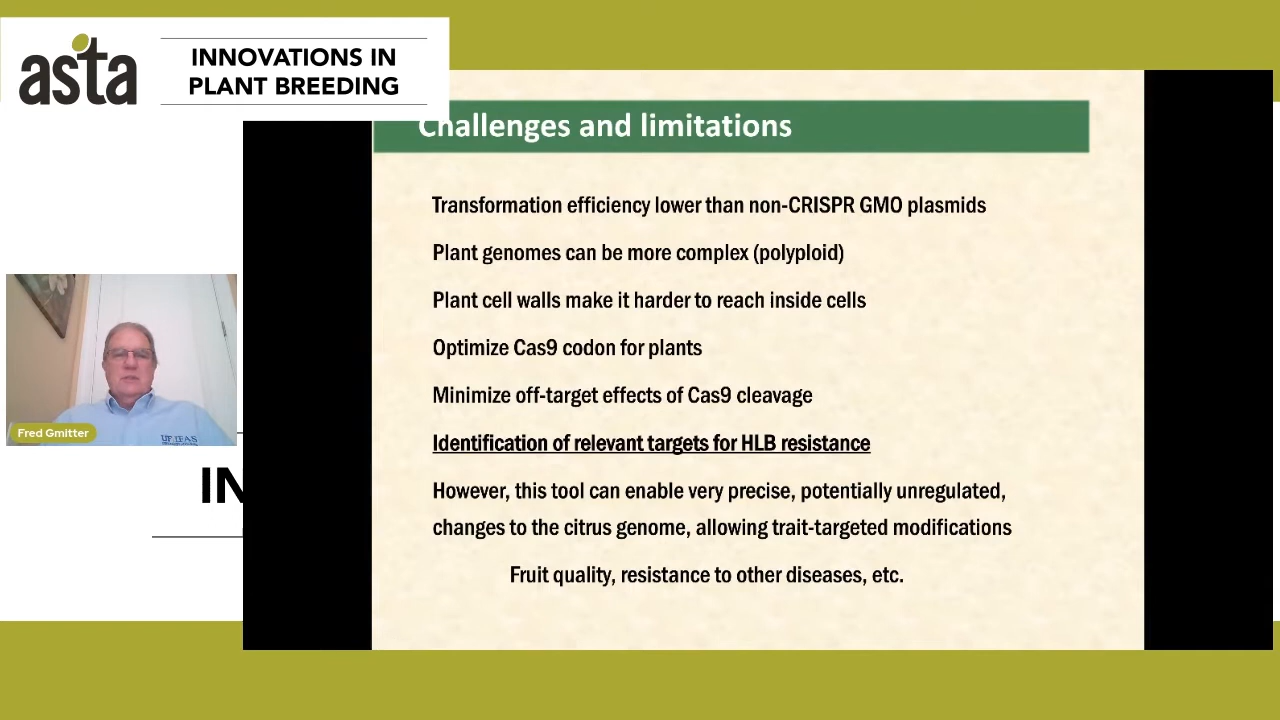 asta
INNOVATIONS IN
PLANT BREEDING
Challenges and limitations
Transformation efficiency lower than non-CRISPR GMO plasmids
Plant genomes can be more complex (polyploid)
Plant cell walls make it harder to reach inside cells
Optimize Cas9 codon for plants
Minimize off-target effects of Cas9 cleavage
Identification of relevant targets for HLB resistance
However, this tool can enable very precise, potentially unregulated,
changes to the citrus genome, allowing trait-targeted modifications
Fruit quality, resistance to other diseases, etc.
Fred Gmitter
UF IFAS
IN